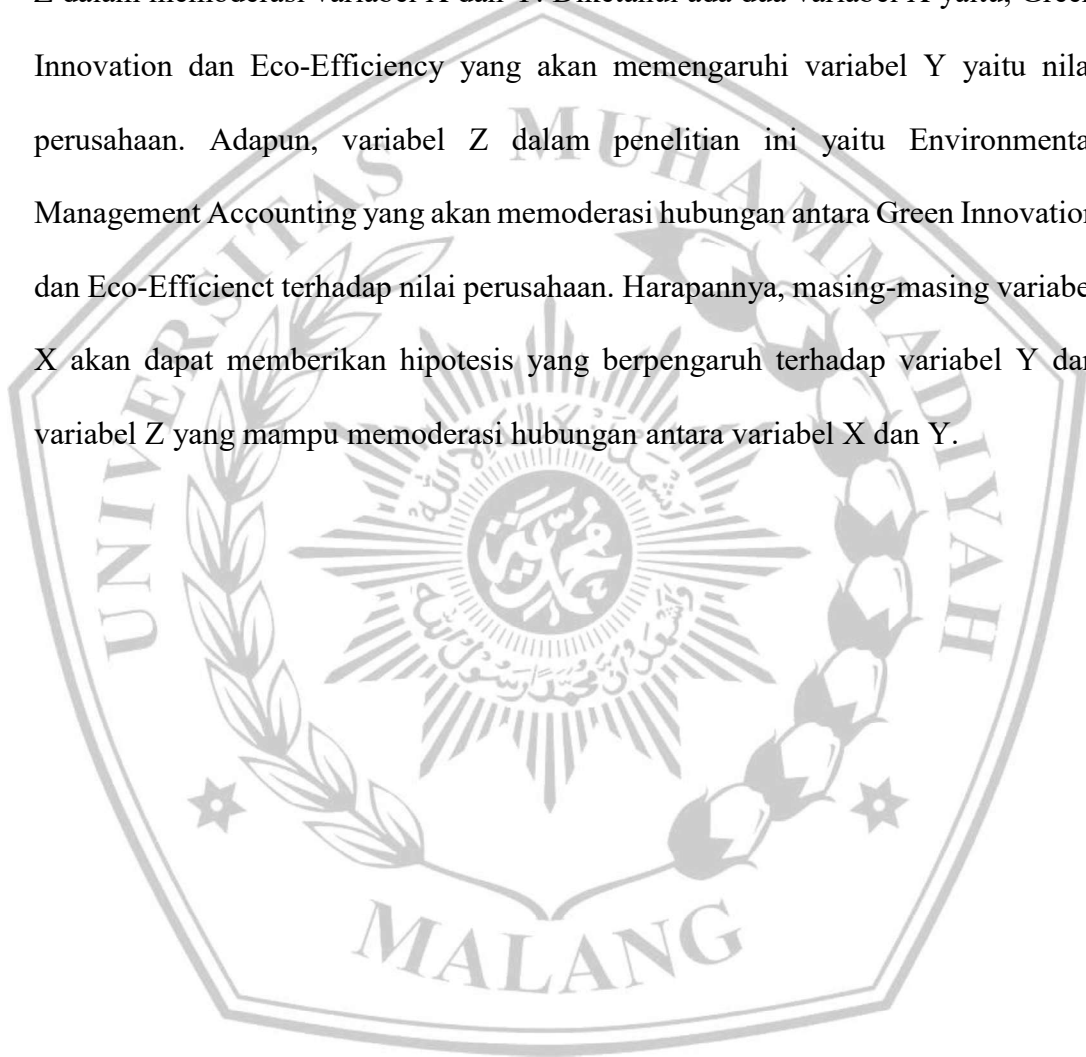 Z dalam memoderasi variabel X dan Y. Diketahui ada dua variabel X yaitu, Green
Innovation dan Eco-Efficiency yang akan memengaruhi variabel Y yaitu nila
perusahaan. Adapun, variabel Z dalam penelitian ini yaitu Environmenta
Management Accounting yang akan memoderasi hubungan antara Green Innovation
dan Eco-Efficienct terhadap nilai perusahaan. Harapannya, masing-masing variabe
X akan dapat memberikan hipotesis yang berpengaruh terhadap variabel Y dan
variabel Z yang mampu memoderasi hubungan antara variabel X dan Y.
UNIVERSITAS MUHAMMADIYAH
MALANG